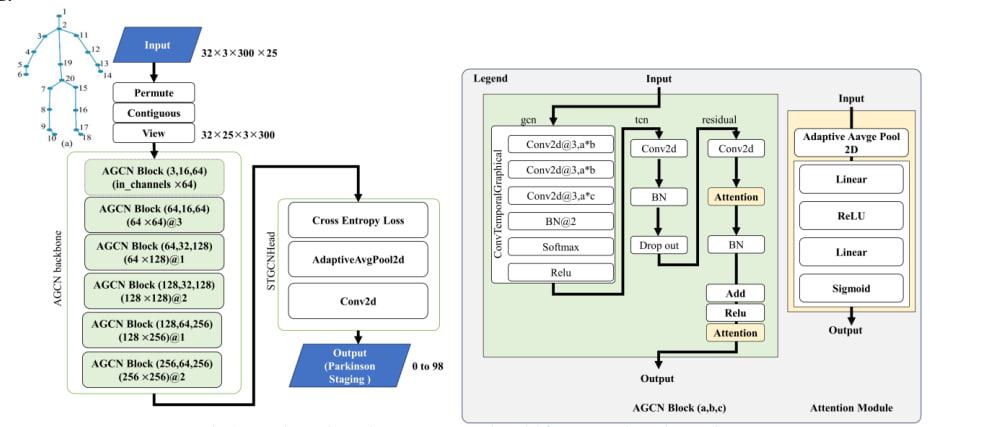 1
2
3
11
4
12
5
19
13
6
20
14
7
15
8
16
9
17
10
18
(a)
Input
32×3×300 ×25
Permute
Contiguous
View
32×25×3×300
AGCN backbone
AGCN Block (3,16,64)
(in_channels ×64)
AGCN Block (64,16,64)
(64 ×64)@3
AGCN Block (64,32,128)
(64 ×128)@1
AGCN Block (128,32,128)
(128 ×128)@2
AGCN Block (128,64,256)
(128 ×256)@1
AGCN Block (256,64,256)
(256 ×256)@2
STGCNHead
Cross Entropy Loss
AdaptiveAvgPool2d
Conv2d
Output
(Parkinson
Staging )
0 to 98
Legend
Input
gcn
tcn
residual
ConvTemporalGraphical
Conv2d@3,a*b
Conv2d@3,a*b
Conv2d@3,a*c
BN@2
Softmax
Relu
Conv2d
BN
Drop out
Conv2d
Attention
BN
Add
Relu
Attention
Output
AGCN Block (a,b,c)
Input
Adaptive Aavge Pool
2D
Linear
ReLU
Linear
Sigmoid
Output
Attention Module